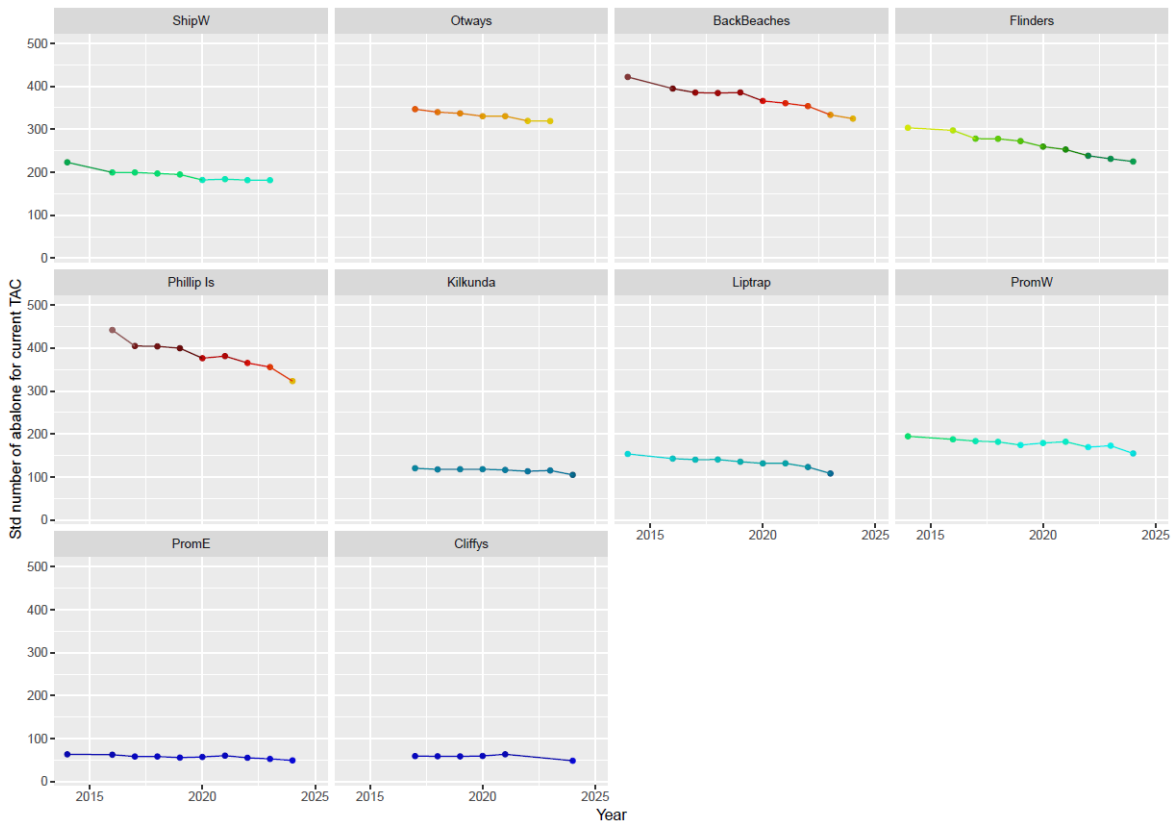 ShipW Otways BackBeaches Flinders
500
400
300
200
100
0
Phillip Is Kilkunda Liptrap PromW
500
400
300
200
100
0
2015 2020 2025 2015 2020 2025
PromE Cliffys
500
400
300
200
100
0
2015 2020 2025 2015 2020 2025
Std number of abalone for current TAC
Year